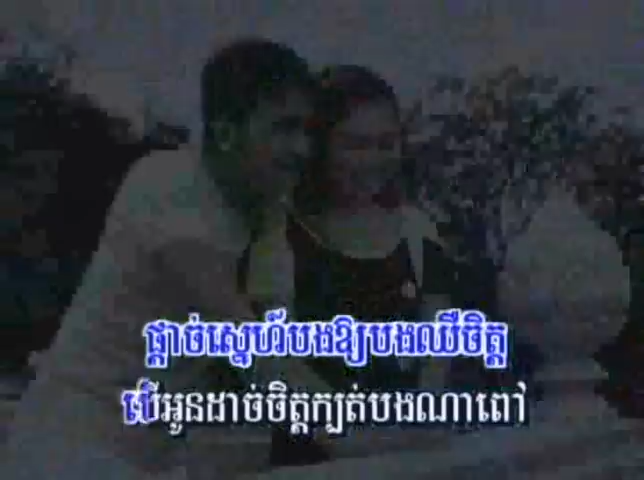 ផ្ដាច់ស្នេហ៍បងឱ្យបងឈឺចិត្ត
បើអូនដាច់ចិត្តក្បត់បងណាពៅ